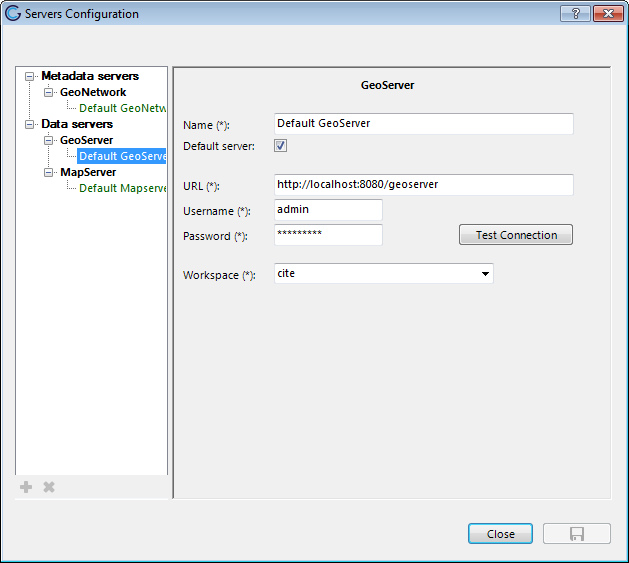 Servers Configuration
Metadata servers
GeoNetwork
Default GeoNetw
Data servers
GeoServer
Default GeoServe
MapServer
Default Mapserve
GeoServer
Name (*):
Default GeoServer
Default server:
URL (*):
http://localhost:8080/geoserver
Username (*):
admin
Password (*):
*********
Test Connection
Workspace (*):
cite
Close